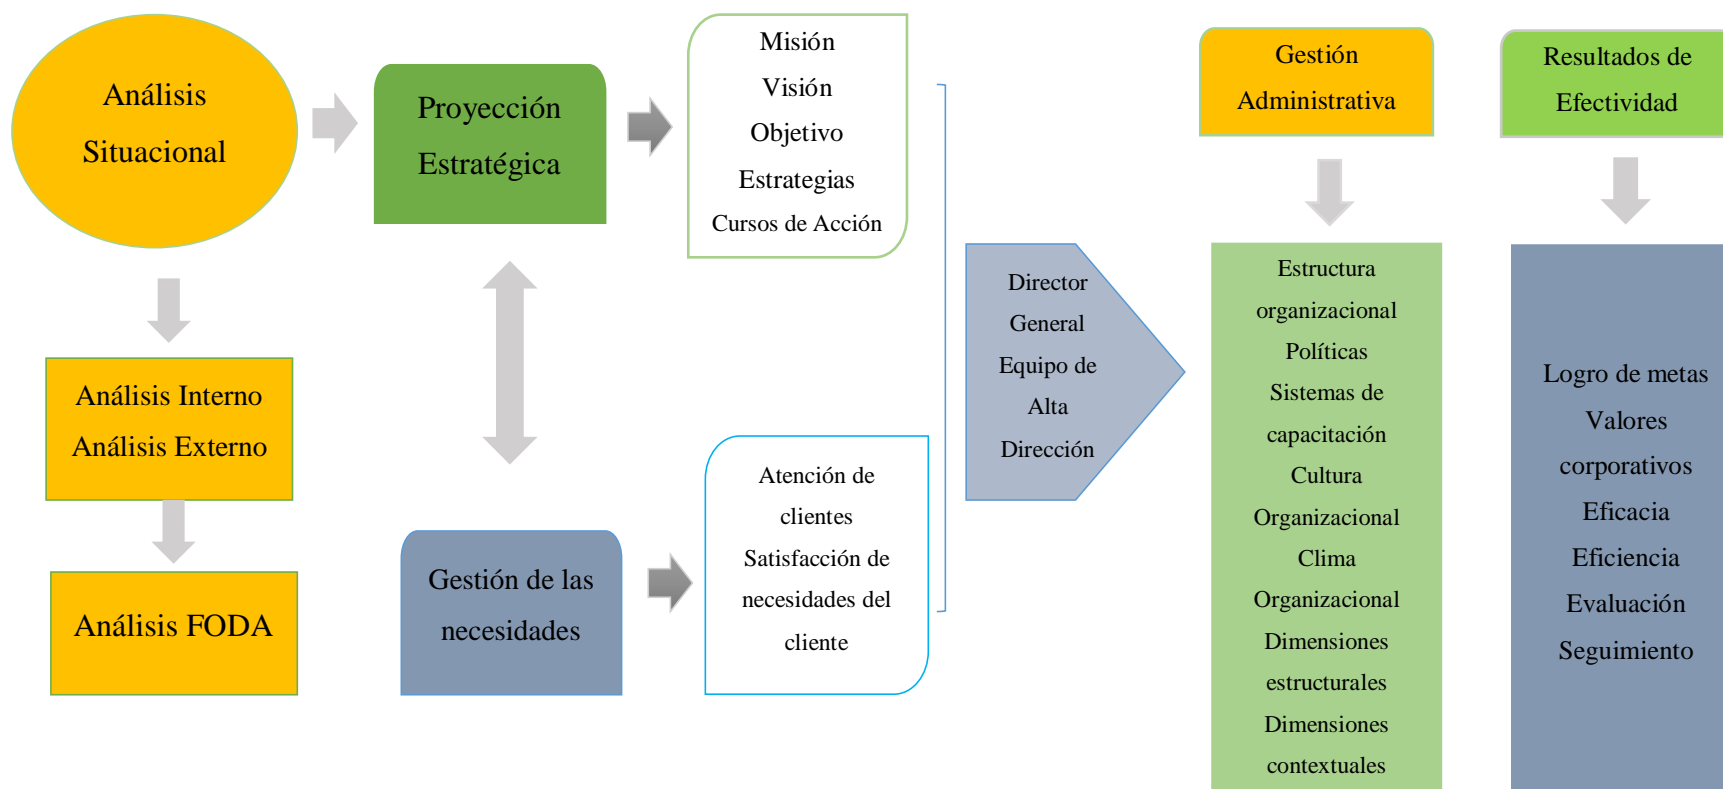 Análisis
Situacional
Análisis Interno
Análisis Externo
Análisis FODA
Proyección
Estratégica
Gestión de las
necesidades
Misión
Visión
Objetivo
Estrategias
Cursos de Acción
Atención de
clientes
Satisfacción de
necesidades del
cliente
Director
General
Equipo de
Alta
Dirección
Gestión
Administrativa
Estructura
organizacional
Políticas
Sistemas de
capacitación
Cultura
Organizacional
Clima
Organizacional
Dimensiones
estructurales
Dimensiones
contextuales
Resultados de
Efectividad
Logro de metas
Valores
corporativos
Eficacia
Eficiencia
Evaluación
Seguimiento